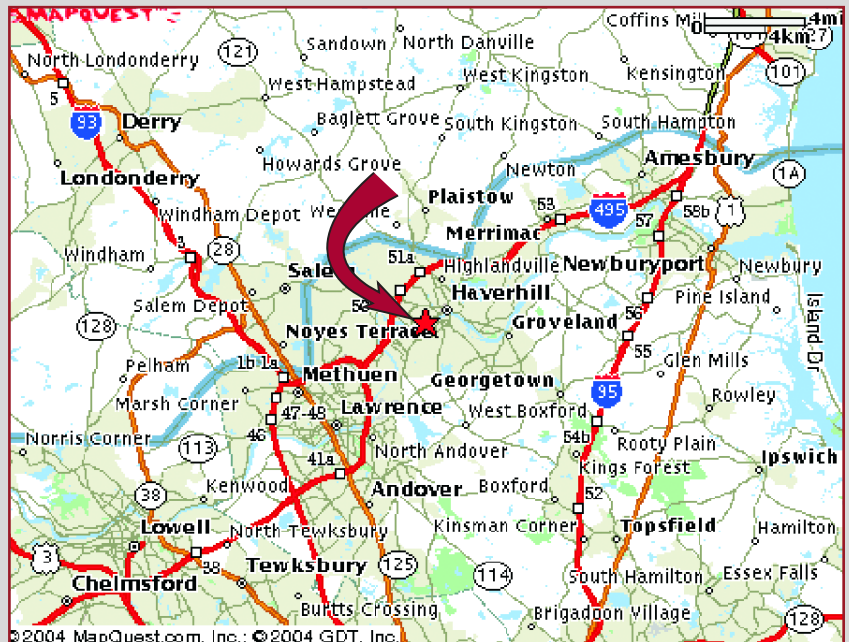 MAPQUEST
Coffins
0 4mi
4km
27
101
121
Sandown
North Danville
North Londonderry
West Hampstead
West Kingston
Kensington
101
5
93
Derry
Baglett Grove
South Kingston
South Hampton
Howards Grove
Newton
Amesbury
1A
Londonderry
Windham Depot
Plaistow
53
495
58b
57
1
3
28
Merrimac
51a
Windham
Salem
Highlandville
Newburyport
Newbury
Haverhill
Pine Island
Salem Depot
Island-Dr
128
Noyes Terrace
Groveland
56
55
Pelham
1b 1a
Methuen
Georgetown
Glen Mills
95
Marsh Corner
47-48
Lawrence
West Boxford
Rowley
46
54b
Norris Corner
113
North Andover
Rooty Plain
Ipswich
41a
Kings Forest
38
Kenwood
Andover
Boxford
52
Lowell
North Tewksbury
Kinsman Corner
Topsfield
Hamilton
3
38
Tewksbury
125
114
South Hamilton
Essex Falls
Chelmsford
Burtts Crossing
Brigadoon Village
128
©2004 MapQuest.com, Inc.; ©2004 GDT, Inc.